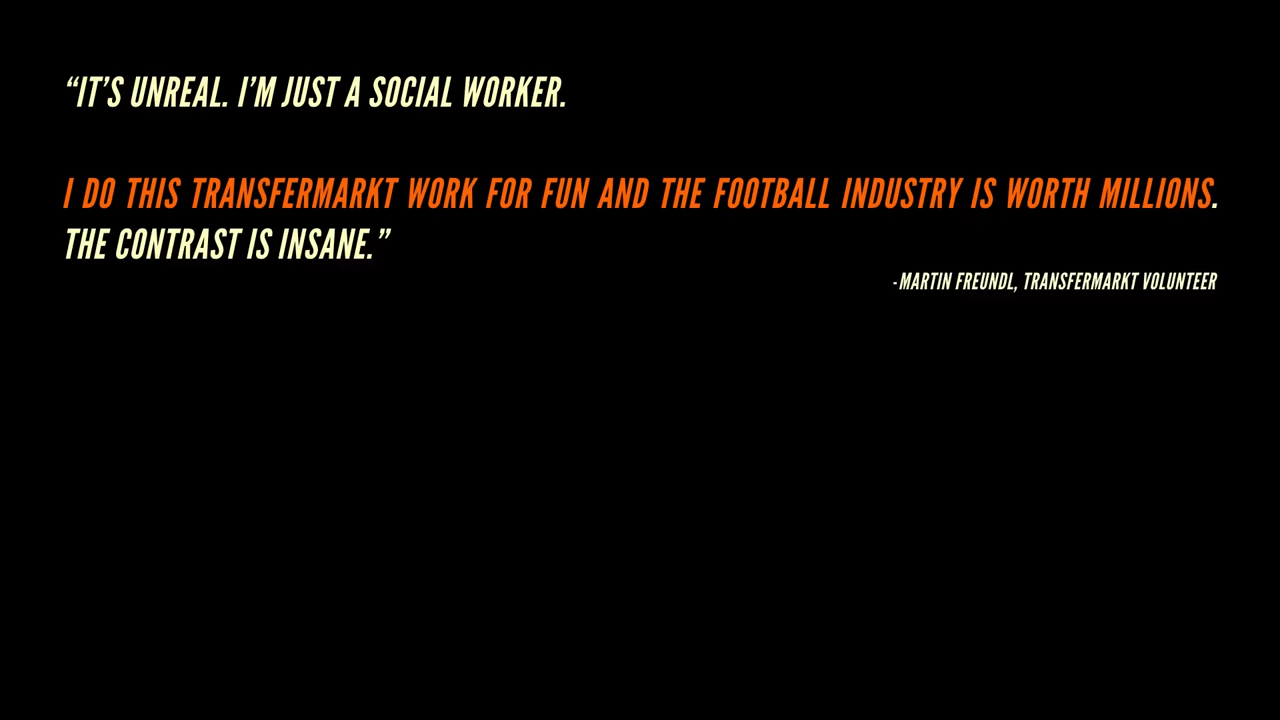 “IT’S UNREAL. I’M JUST A SOCIAL WORKER.
I DO THIS TRANSFERMARKT WORK FOR FUN AND THE FOOTBALL INDUSTRY IS WORTH MILLIONS.
THE CONTRAST IS INSANE.”
-MARTIN FREUNDL, TRANSFERMARKT VOLUNTEER